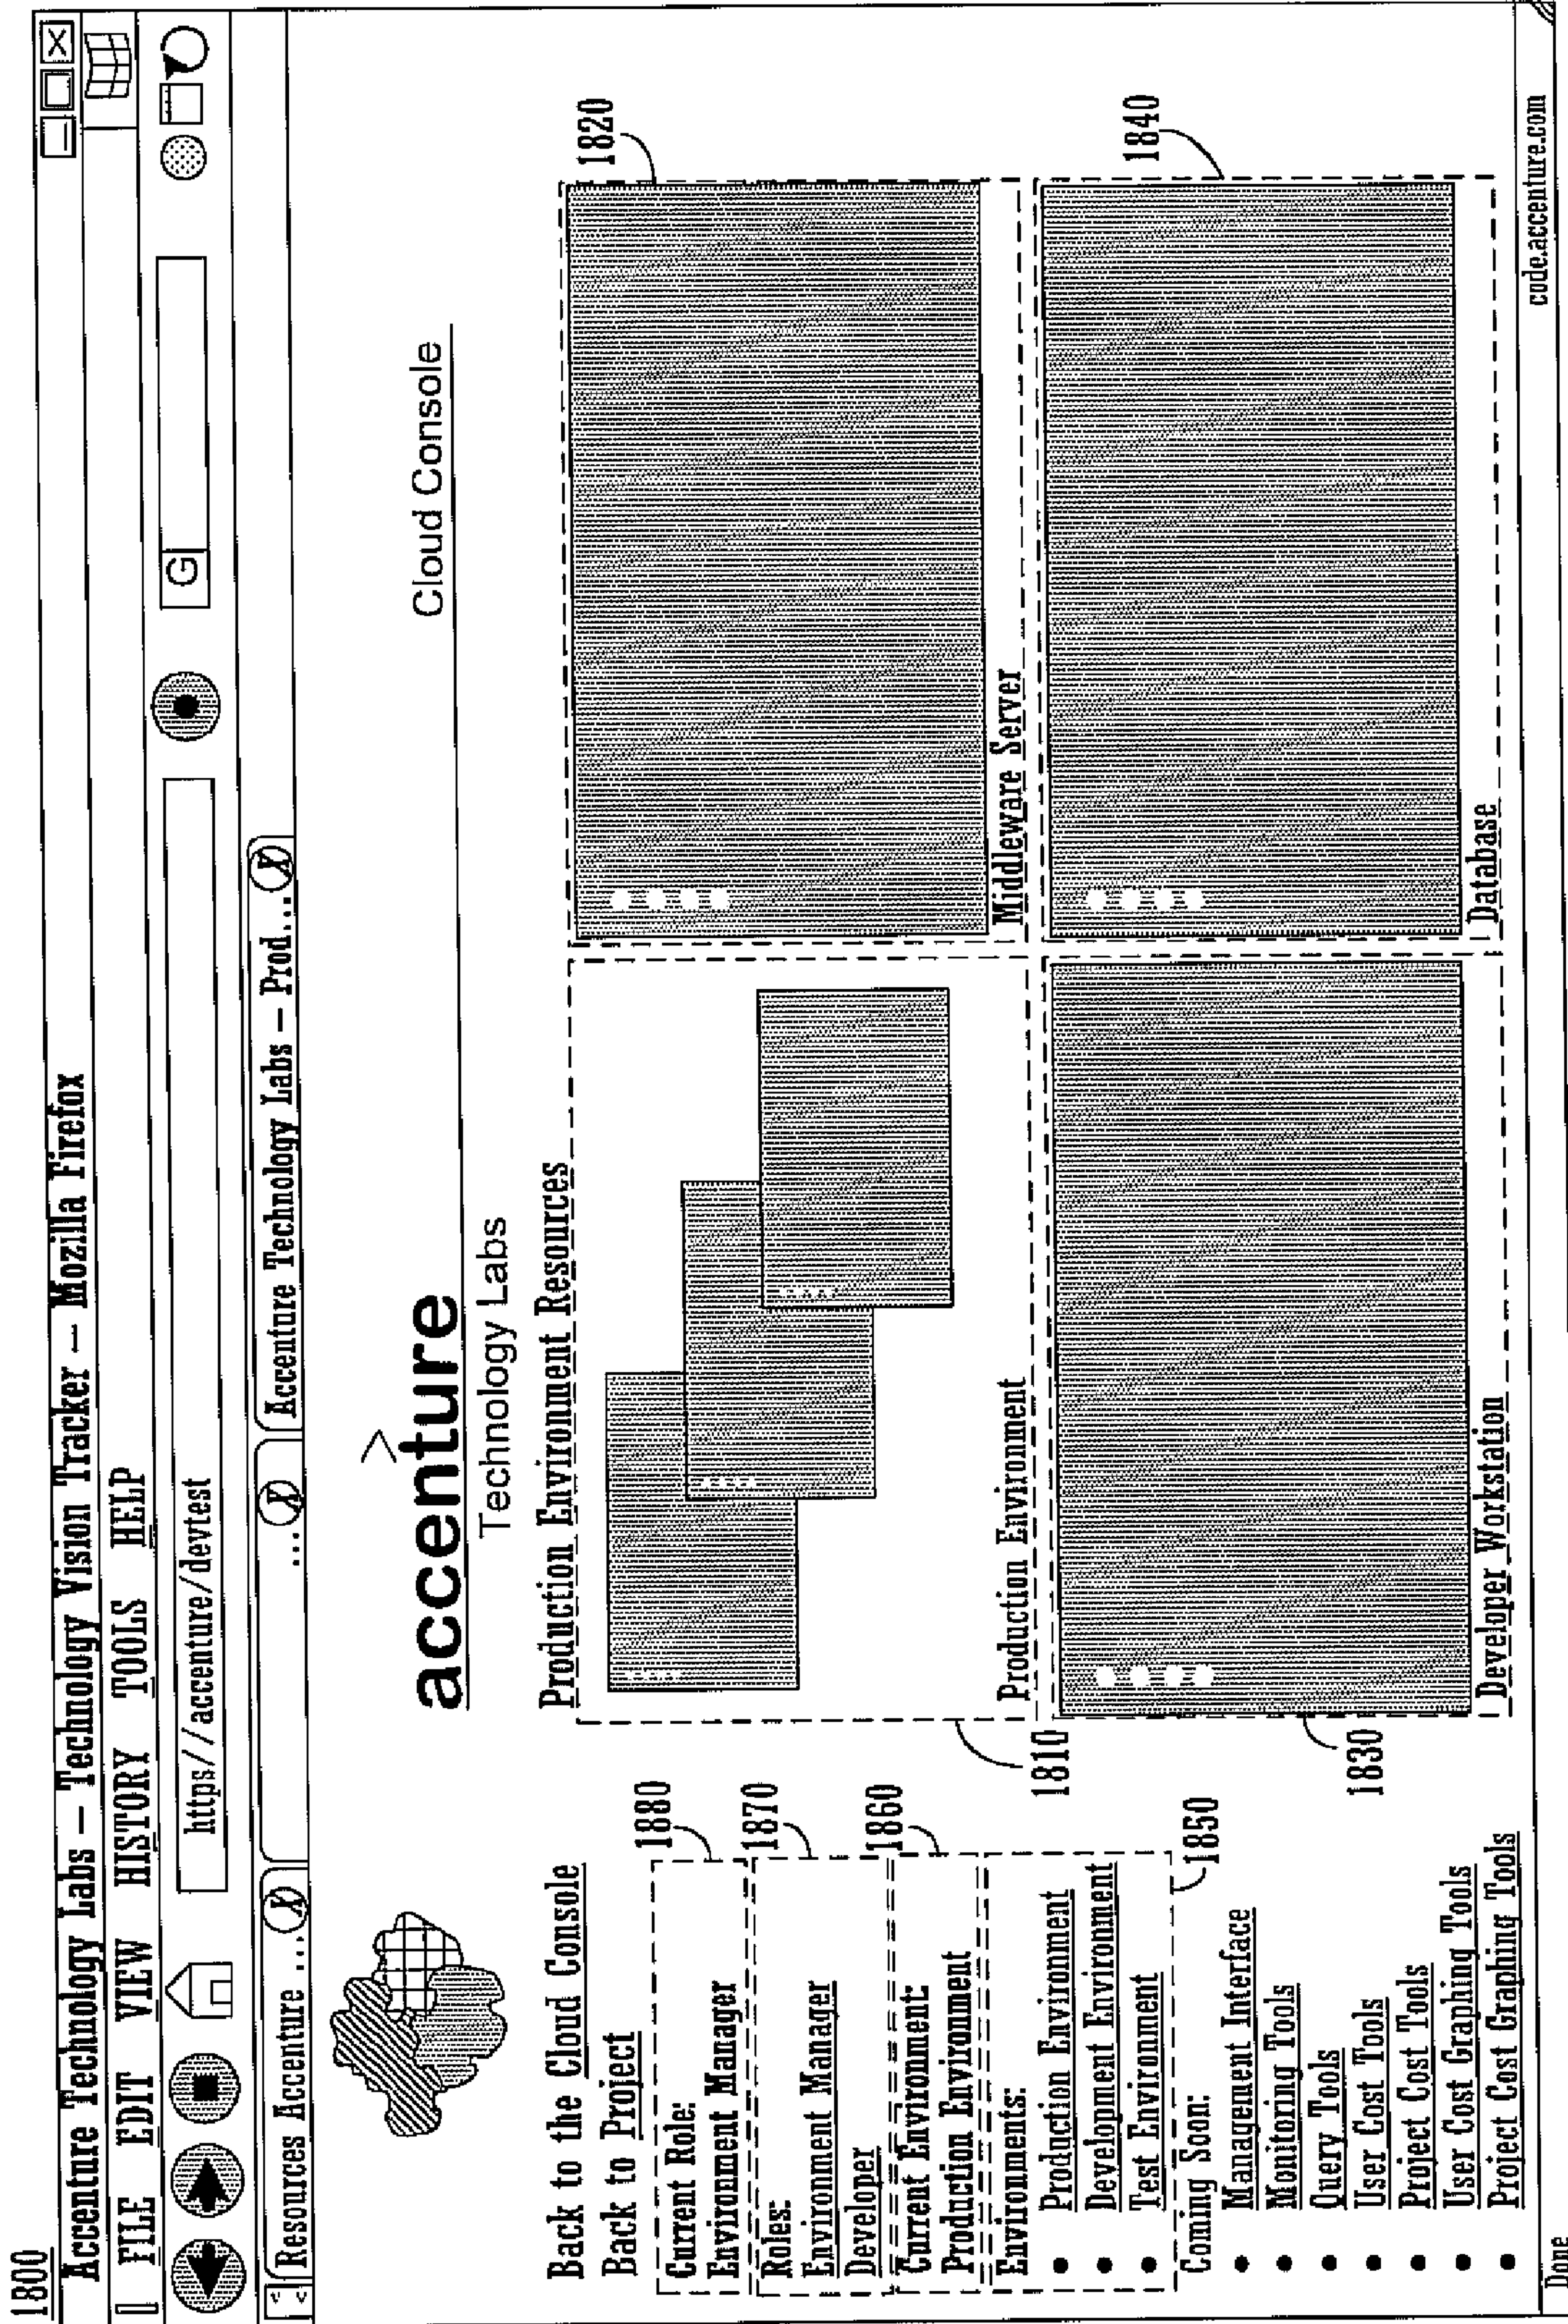 1800
Accenture Technology Labs – Technology Vision Tracker – Mozilla Firefox
FILE EDIT VIEW HISTORY TOOLS HELP
https//accenture/devtest
G
Resources Accenture ... X
... X
Accenture Technology Labs – Prod... X
accenture
Technology Labs
Cloud Console
Back to the Cloud Console
Back to Project
Current Role:
Environment Manager
1880
Roles:
Environment Manager
Developer
1870
Current Environment:
Production Environment
1860
Environments:
• Production Environment
• Development Environment
• Test Environment
1850
Coming Soon:
• Management Interface
• Monitoring Tools
• Query Tools
• User Cost Tools
• Project Cost Tools
• User Cost Graphing Tools
• Project Cost Graphing Tools
Production Environment Resources
Production Environment
1810
Middleware Server
1820
Developer Workstation
1830
Database
1840
Done
code.accenture.com